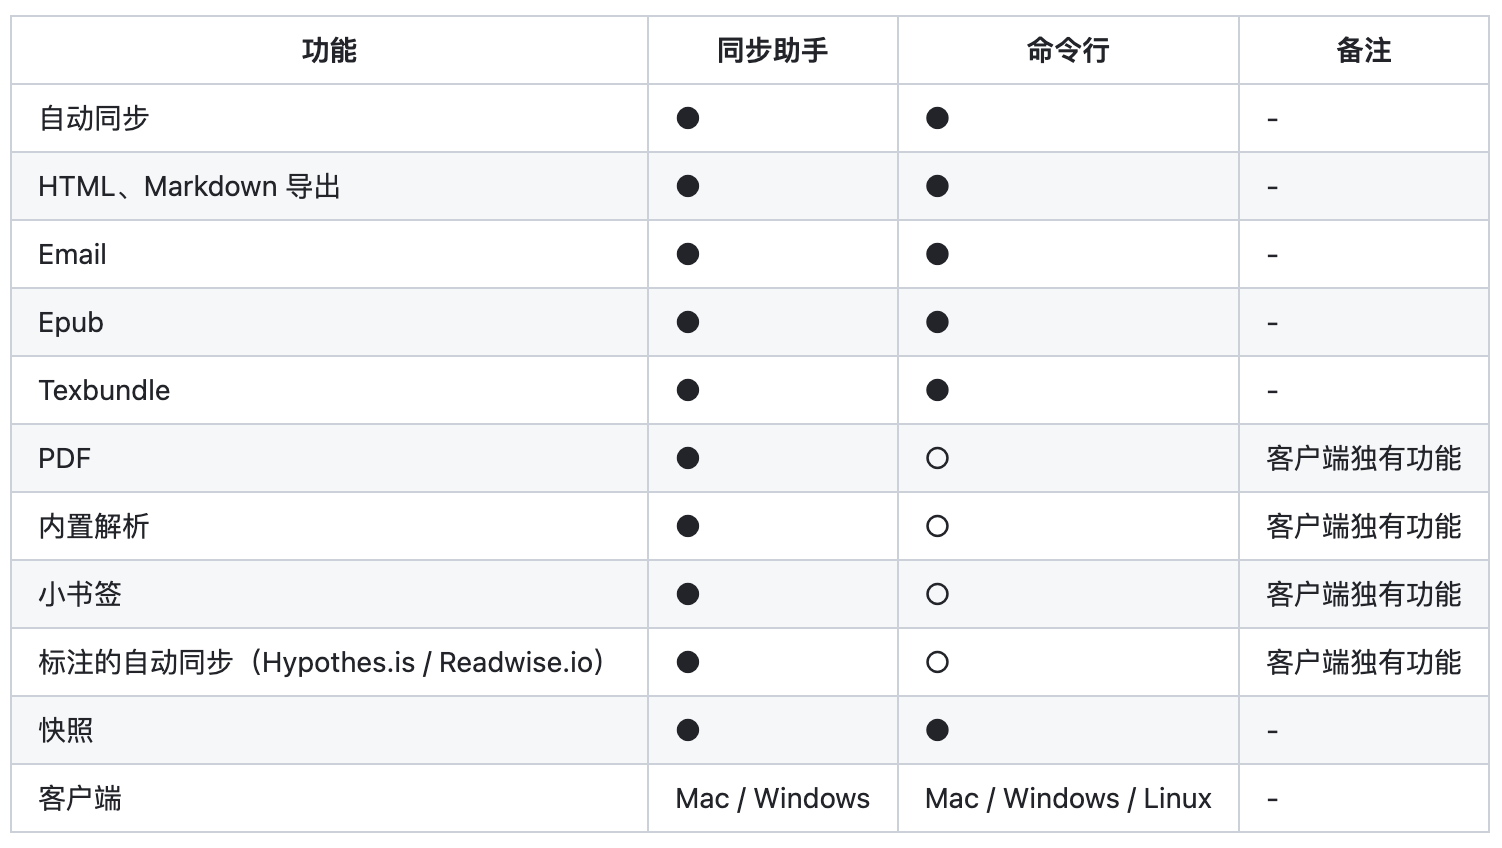 功能 同步助手 命令行 备注
自动同步 ● ● -
HTML、Markdown 导出 ● ● -
Email ● ● -
Epub ● ● -
Texbundle ● ● -
PDF ● ○ 客户端独有功能
内置解析 ● ○ 客户端独有功能
小书签 ● ○ 客户端独有功能
标注的自动同步（Hypothes.is / Readwise.io） ● ○ 客户端独有功能
快照 ● ● -
客户端 Mac / Windows Mac / Windows / Linux -